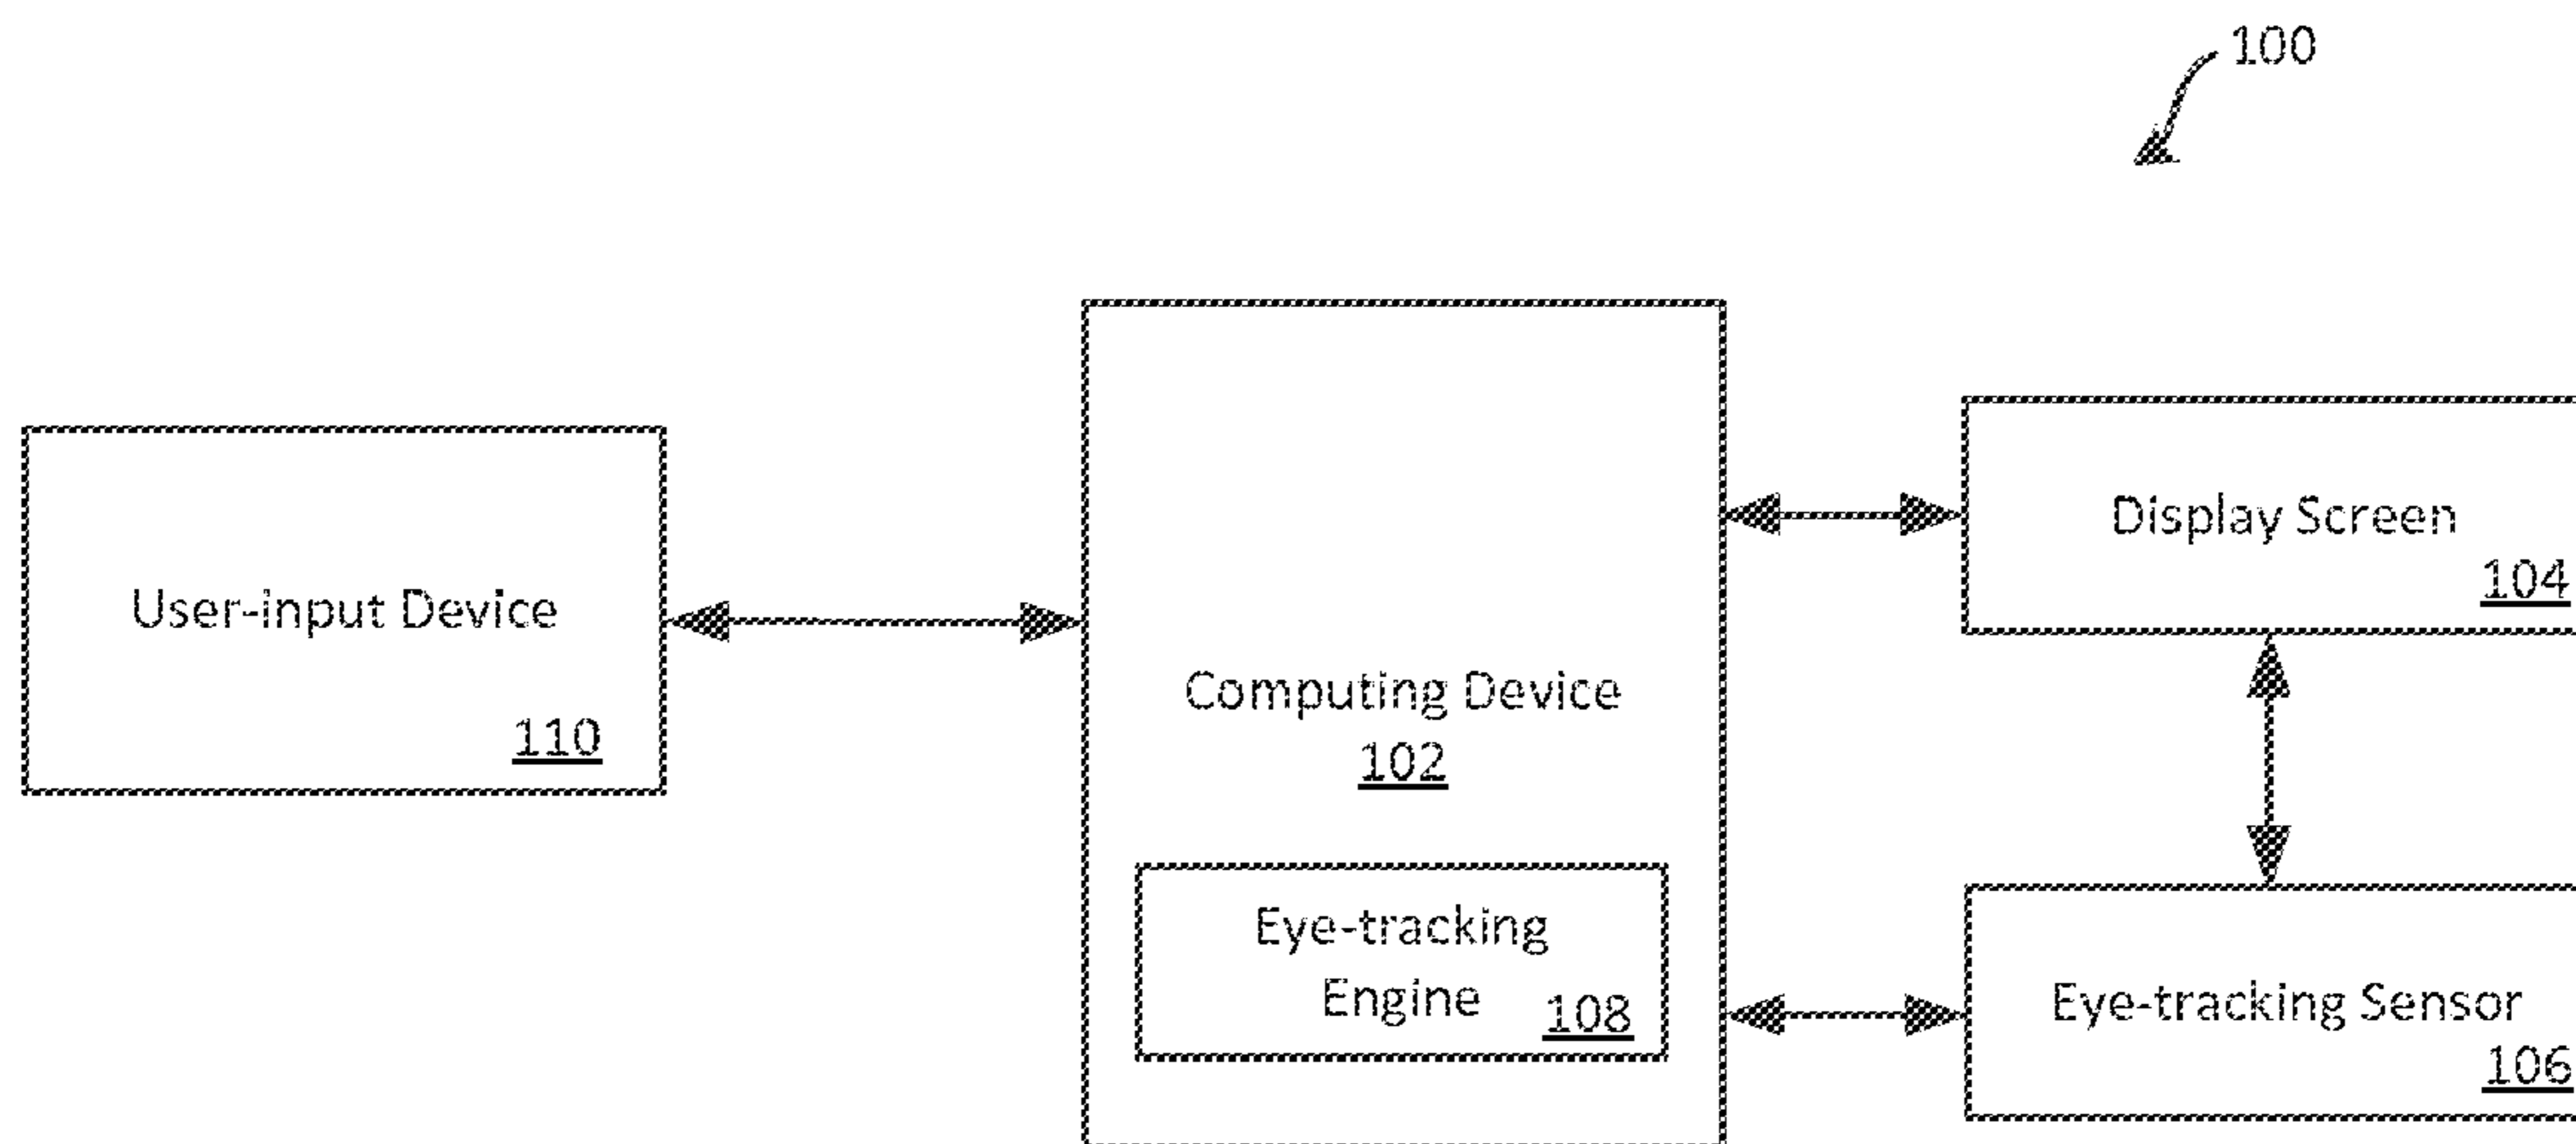 100
User-input Device
110
Computing Device
102
Eye-tracking
Engine 108
Display Screen
104
Eye-tracking Sensor
106